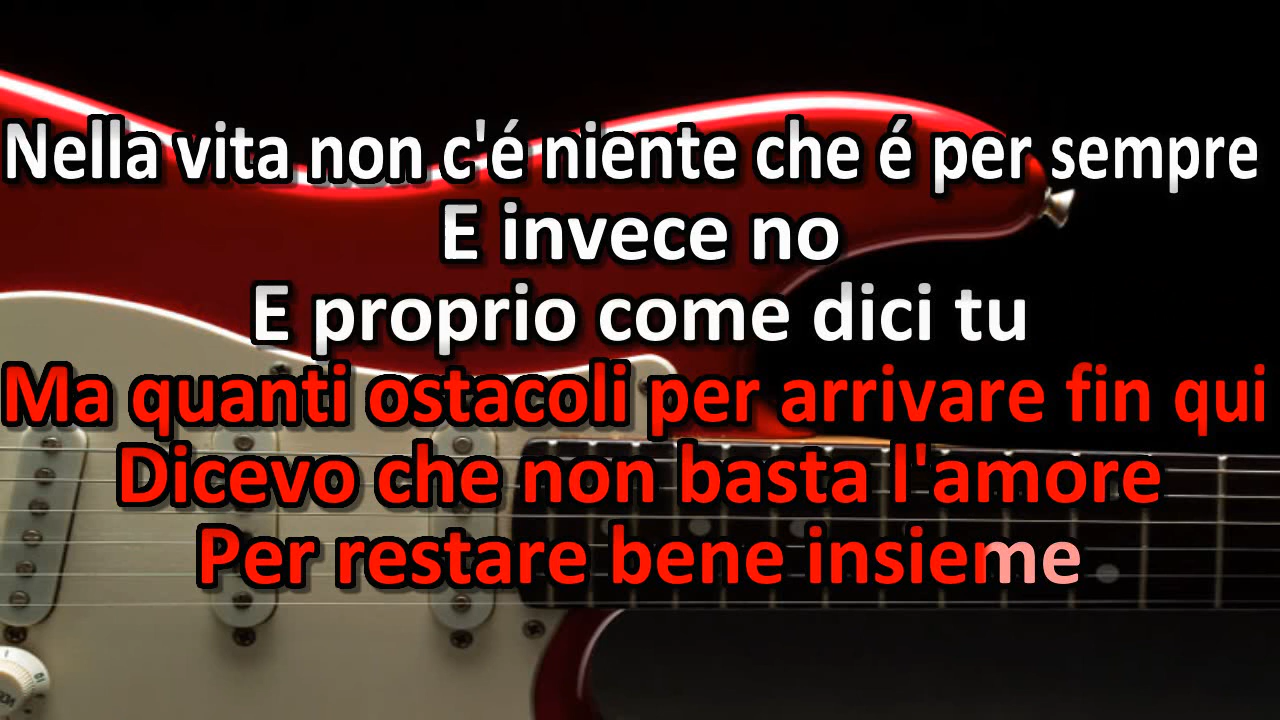 Nella vita non c'é niente che é per sempre
E invece no
E proprio come dici tu
Ma quanti ostacoli per arrivare fin qui
Dicevo che non basta l'amore
Per restare bene insieme